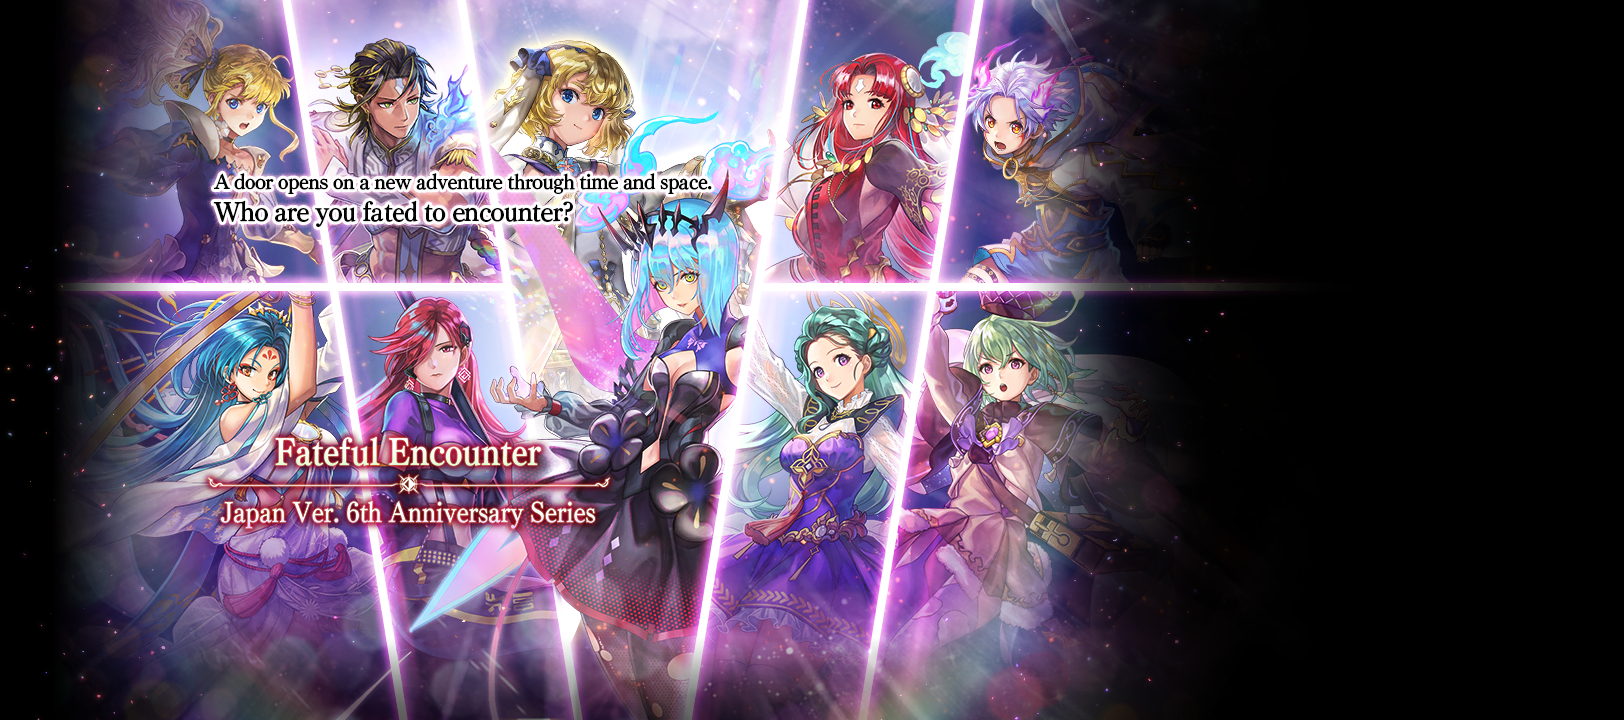 A door opens on a new adventure through time and space.
Who are you fated to encounter?
Fateful Encounter
Japan Ver. 6th Anniversary Series